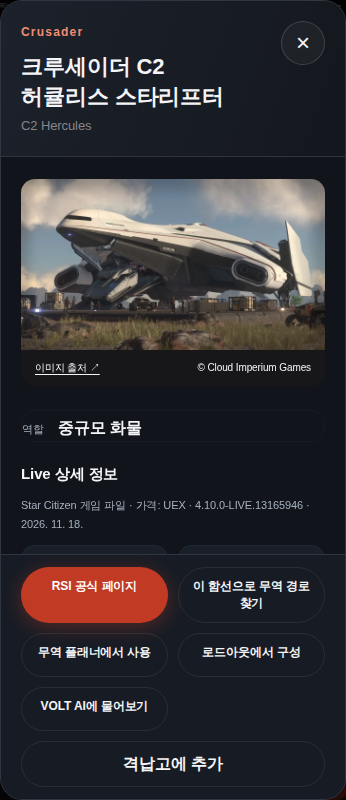 Crusader
크루세이더 C2
허큘리스 스타리프터
C2 Hercules
이미지 출처 ↗
© Cloud Imperium Games
역할 중규모 화물
Live 상세 정보
Star Citizen 게임 파일 · 가격: UEX · 4.10.0-LIVE.13165946 ·
2026. 11. 18.
RSI 공식 페이지
이 함선으로 무역 경로
찾기
무역 플래너에서 사용
로드아웃에서 구성
VOLT AI에 물어보기
격납고에 추가